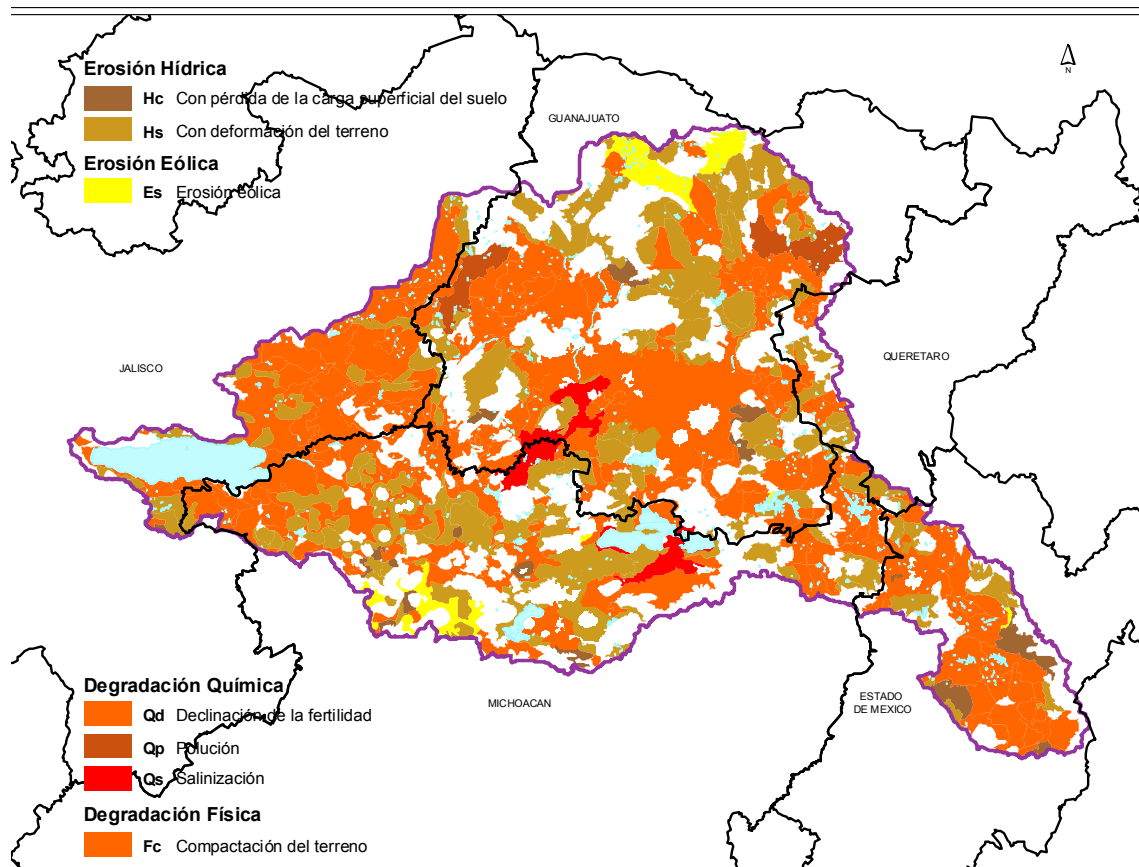 Erosión Hídrica
Hc Con pérdida de la carga superficial del suelo
Hs Con deformación del terreno
Erosión Eólica
Es Erosión eólica
N
GUANAJUATO
JALISCO
QUERETARO
MICHOACAN
ESTADO
DE MEXICO
Degradación Química
Qd Declinación de la fertilidad
Qp Polución
Qs Salinización
Degradación Física
Fc Compactación del terreno